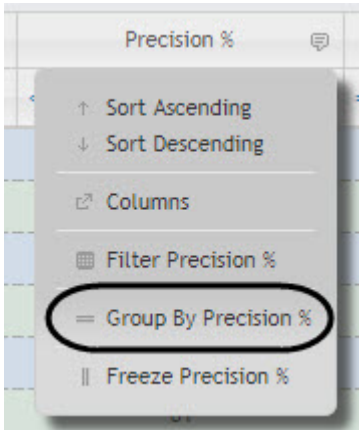 Precision %
Sort Ascending
Sort Descending
Columns
Filter Precision %
Group By Precision %
Freeze Precision %